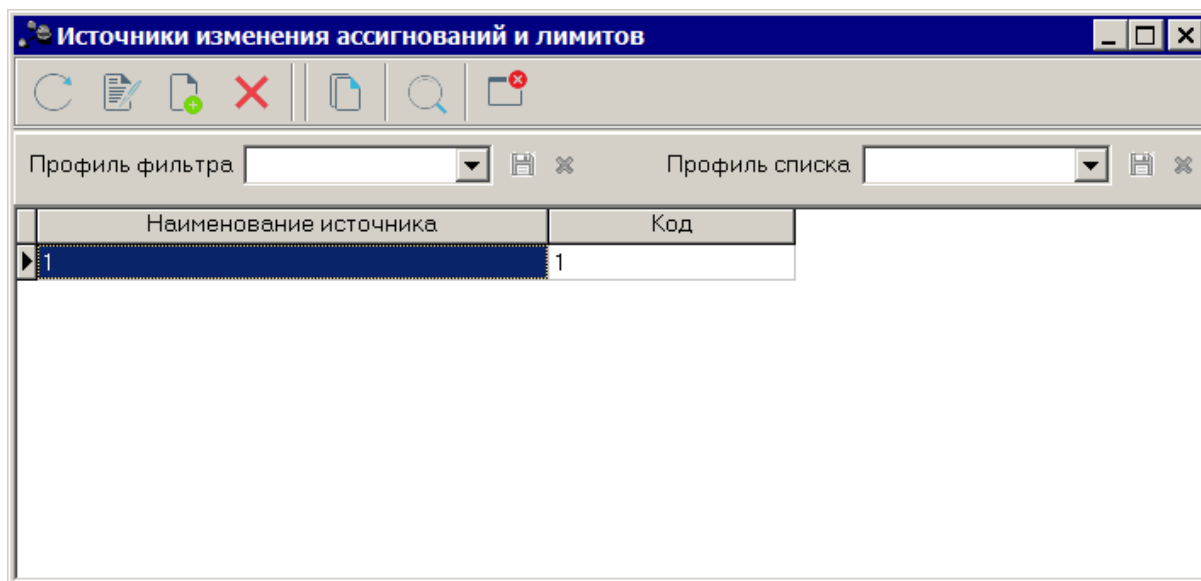 Источники изменения ассигнований и лимитов
Профиль фильтра Профиль списка
Наименование источника Код
1 1